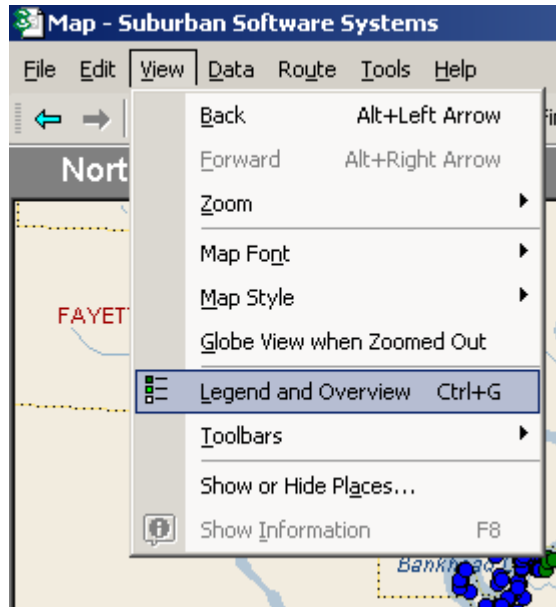 Map - Suburban Software Systems
File Edit View Data Route Tools Help
Back Alt+Left Arrow
Forward Alt+Right Arrow
Nort
Zoom
Map Font
FAYET
Map Style
Globe View when Zoomed Out
Legend and Overview Ctrl+G
Toolbars
Show or Hide Places...
Show Information F8